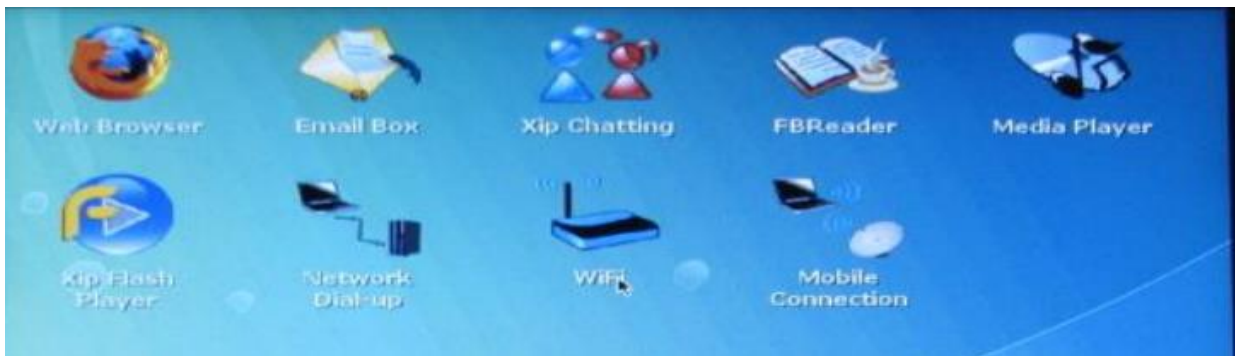 Web Browser
Email Box
Xip Chatting
FBReader
Media Player
Xip Flash
Player
Network
Dial-up
WiFi
Mobile
Connection